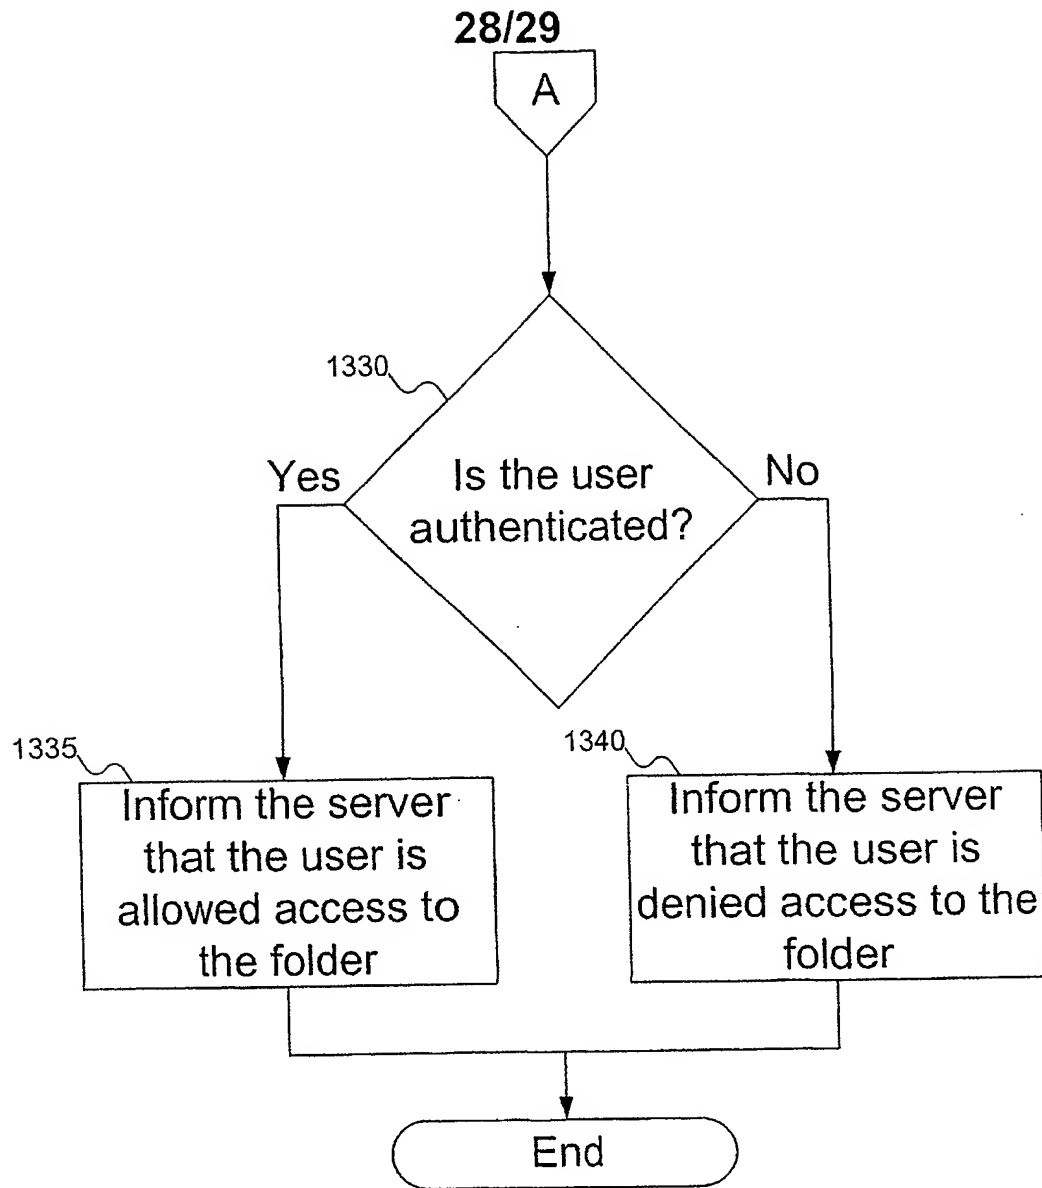 28/29
A
1330
Yes
Is the user
authenticated?
No
1335
Inform the server
that the user is
allowed access to
the folder
1340
Inform the server
that the user is
denied access to the
folder
End